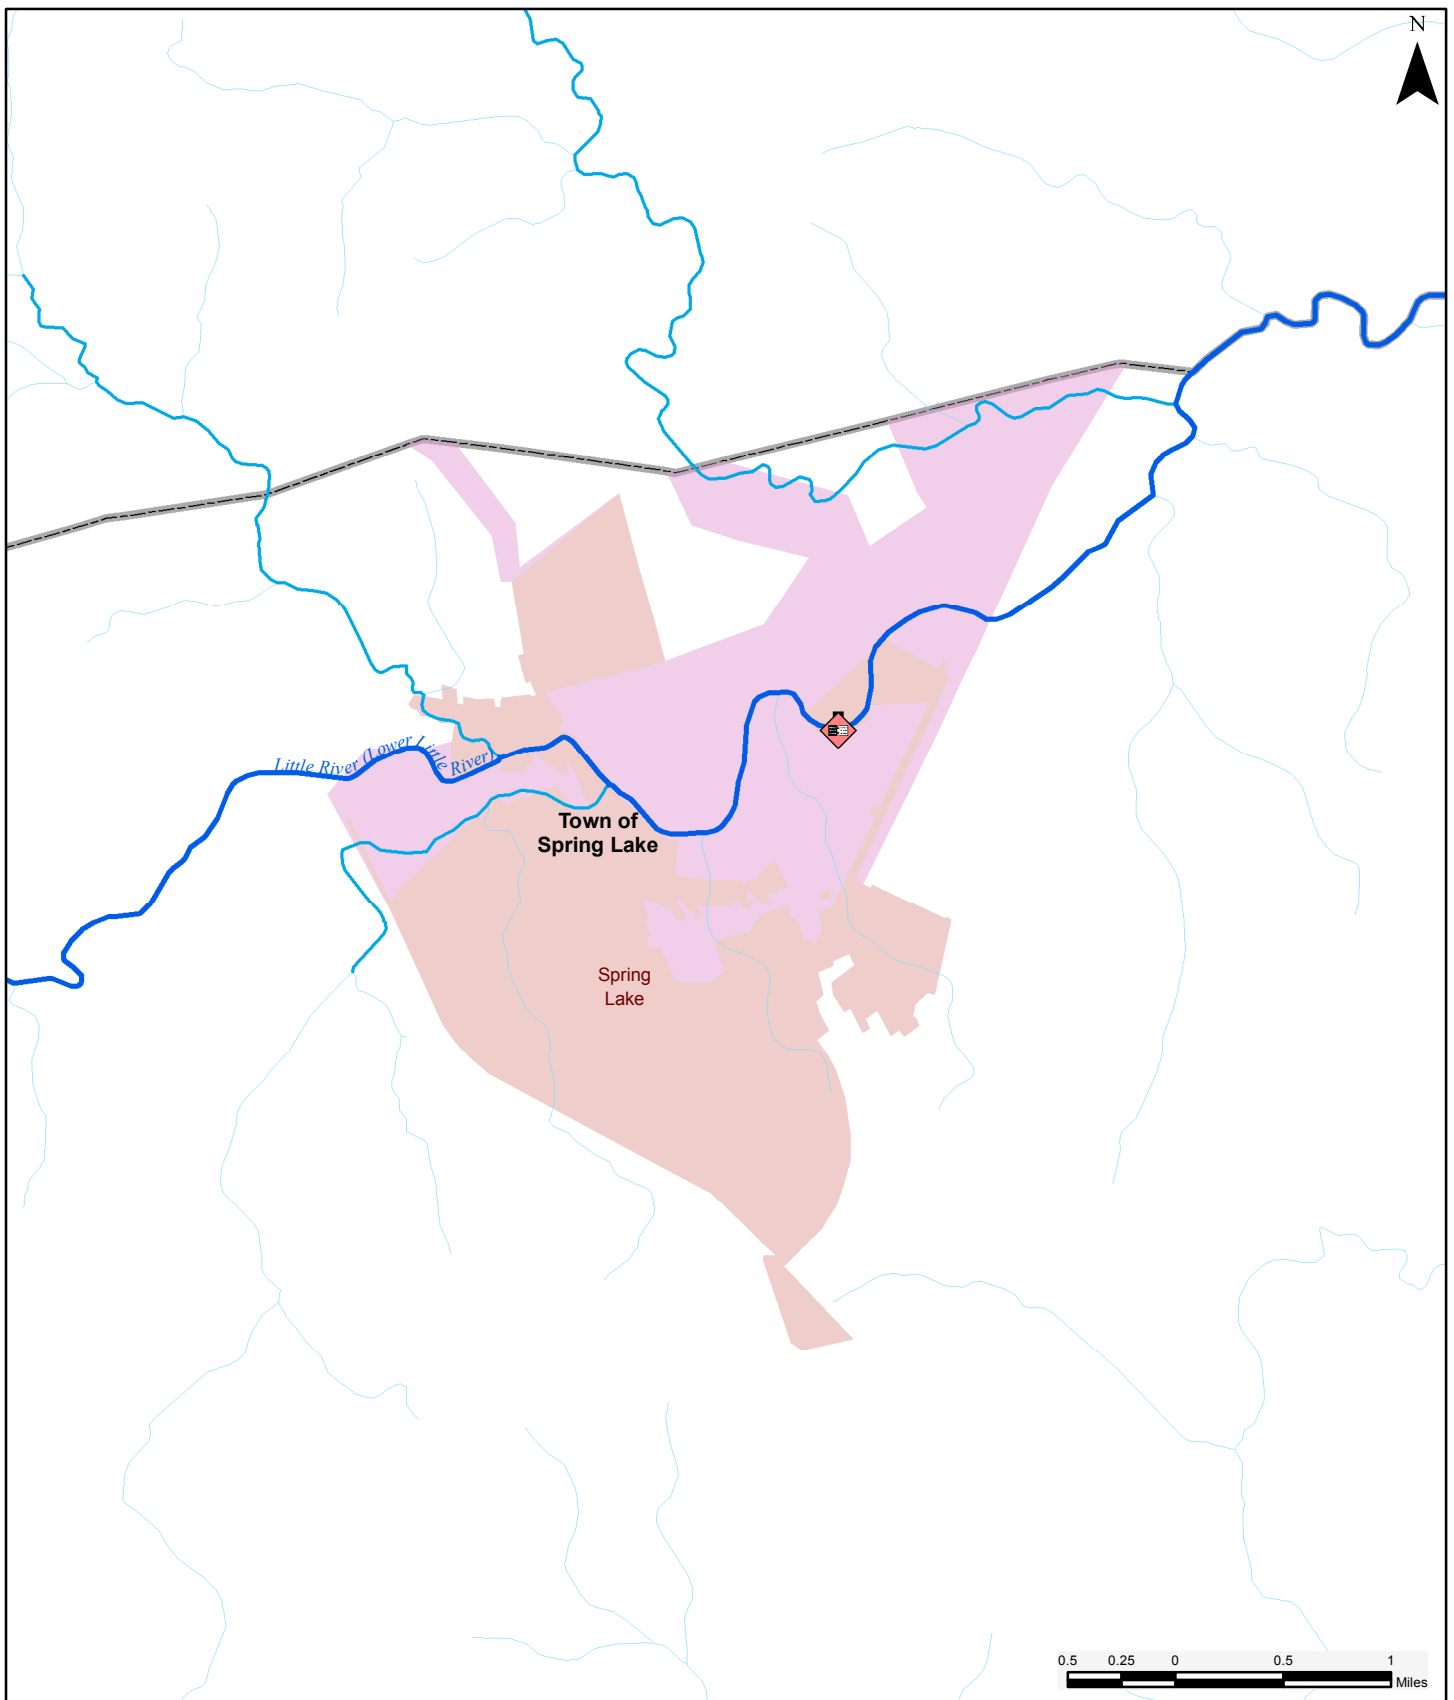 N
Little River (Lower Little River)
Town of
Spring Lake
Spring
Lake
0.5 0.25 0 0.5 1
Miles